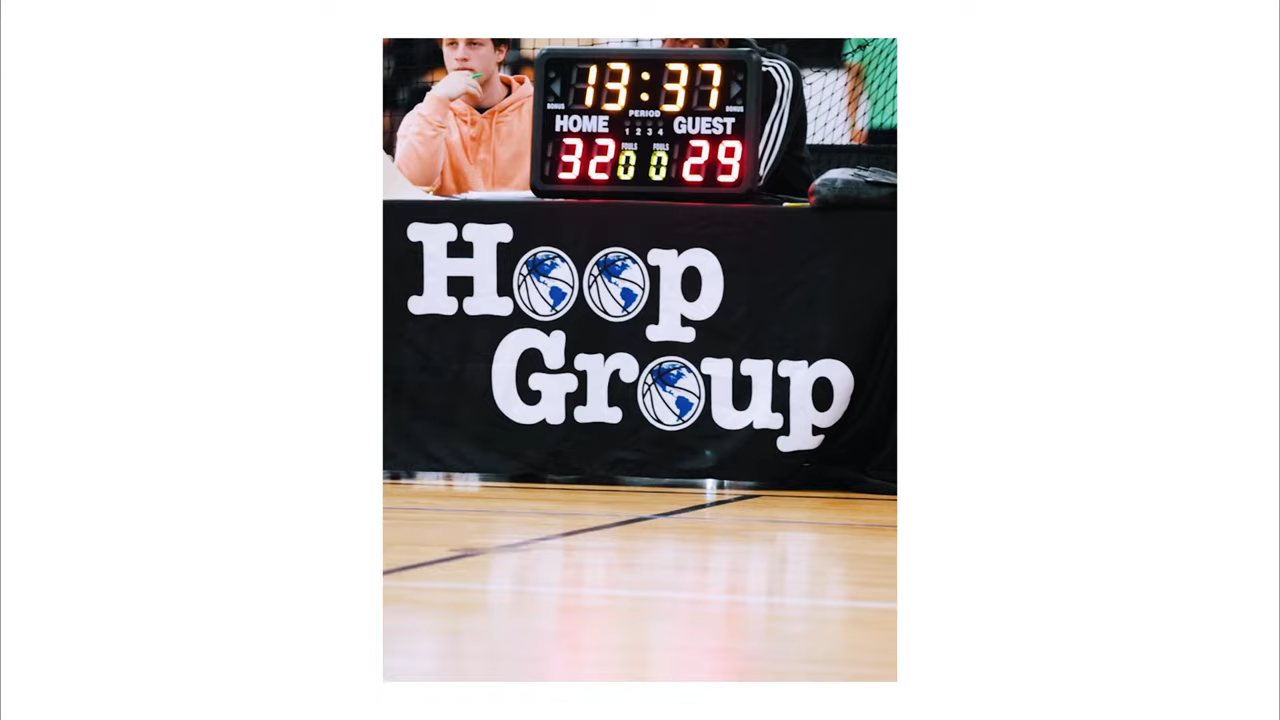 13:37
BONUS PERIOD BONUS
HOME 1 2 3 4 GUEST
FOULS FOULS
32 0 0 29
Hoop
Group